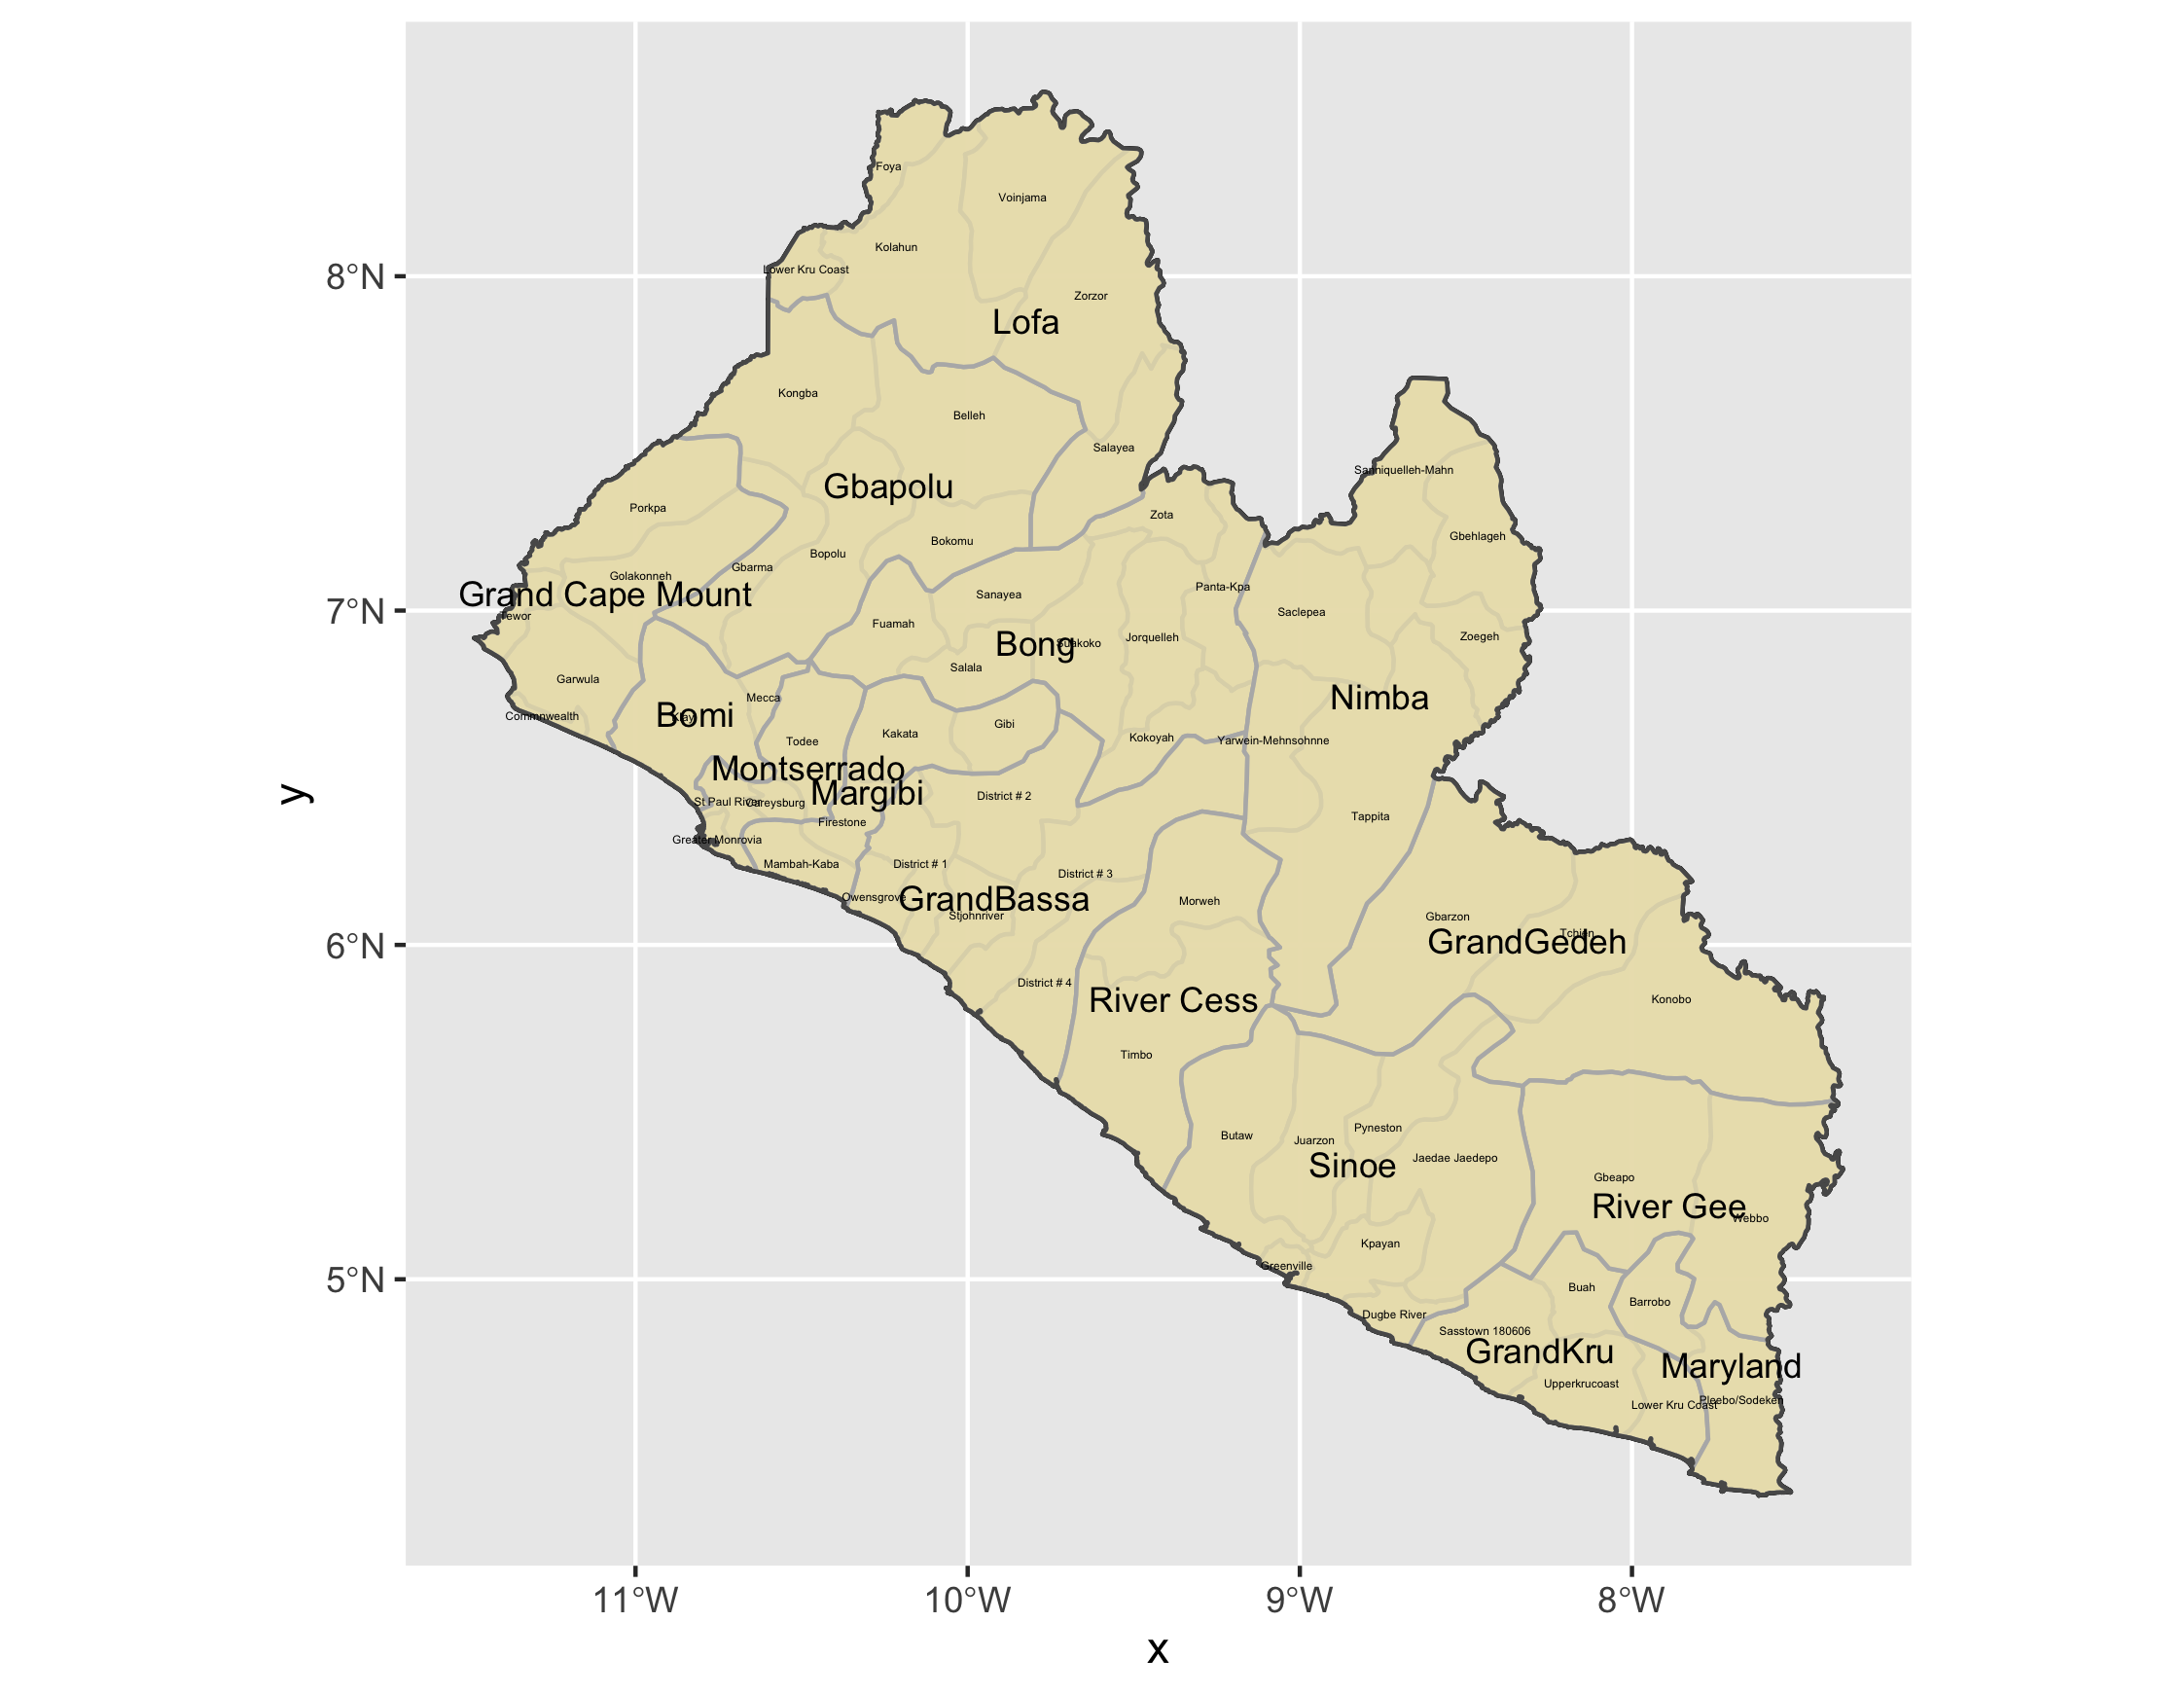 Foya
Voinjama
Kolahun
Lower Kru Coast
8°N
Zorzor
Lofa
Kongba
Belleh
Salayea
Sanniquelleh-Mahn
Gbapolu
Porkpa
Zota
Gbehlageh
Bokomu
Bopolu
Gbarma
Golakonneh
Panta-Kpa
Grand Cape Mount
Sanayea
7°N
Saclepea
Tewor
Fuamah
Zoegeh
Jorquelleh
Bong
Suakoko
Salala
Garwula
Mecca
Nimba
Commnwealth
Bomi
Klay
Gibi
Kakata
Kokoyah
Yarwein-Mehnsohnne
Todee
Montserrado
Margibi
y
District # 2
St Paul River
Careysburg
Tappita
Firestone
Greater Monrovia
Mambah-Kaba
District # 1
District # 3
Owensgrove
GrandBassa
Morweh
Stjohnriver
Gbarzon
Tchien
GrandGedeh
6°N
District # 4
River Cess
Konobo
Timbo
Pyneston
Butaw
Juarzon
Jaedae Jaedepo
Sinoe
Gbeapo
River Gee
Webbo
Kpayan
Greenville
5°N
Buah
Barrobo
Dugbe River
Sasstown 180606
GrandKru
Maryland
Upperkrucoast
Pleebo/Sodeken
Lower Kru Coast
11°W
10°W
9°W
8°W
x